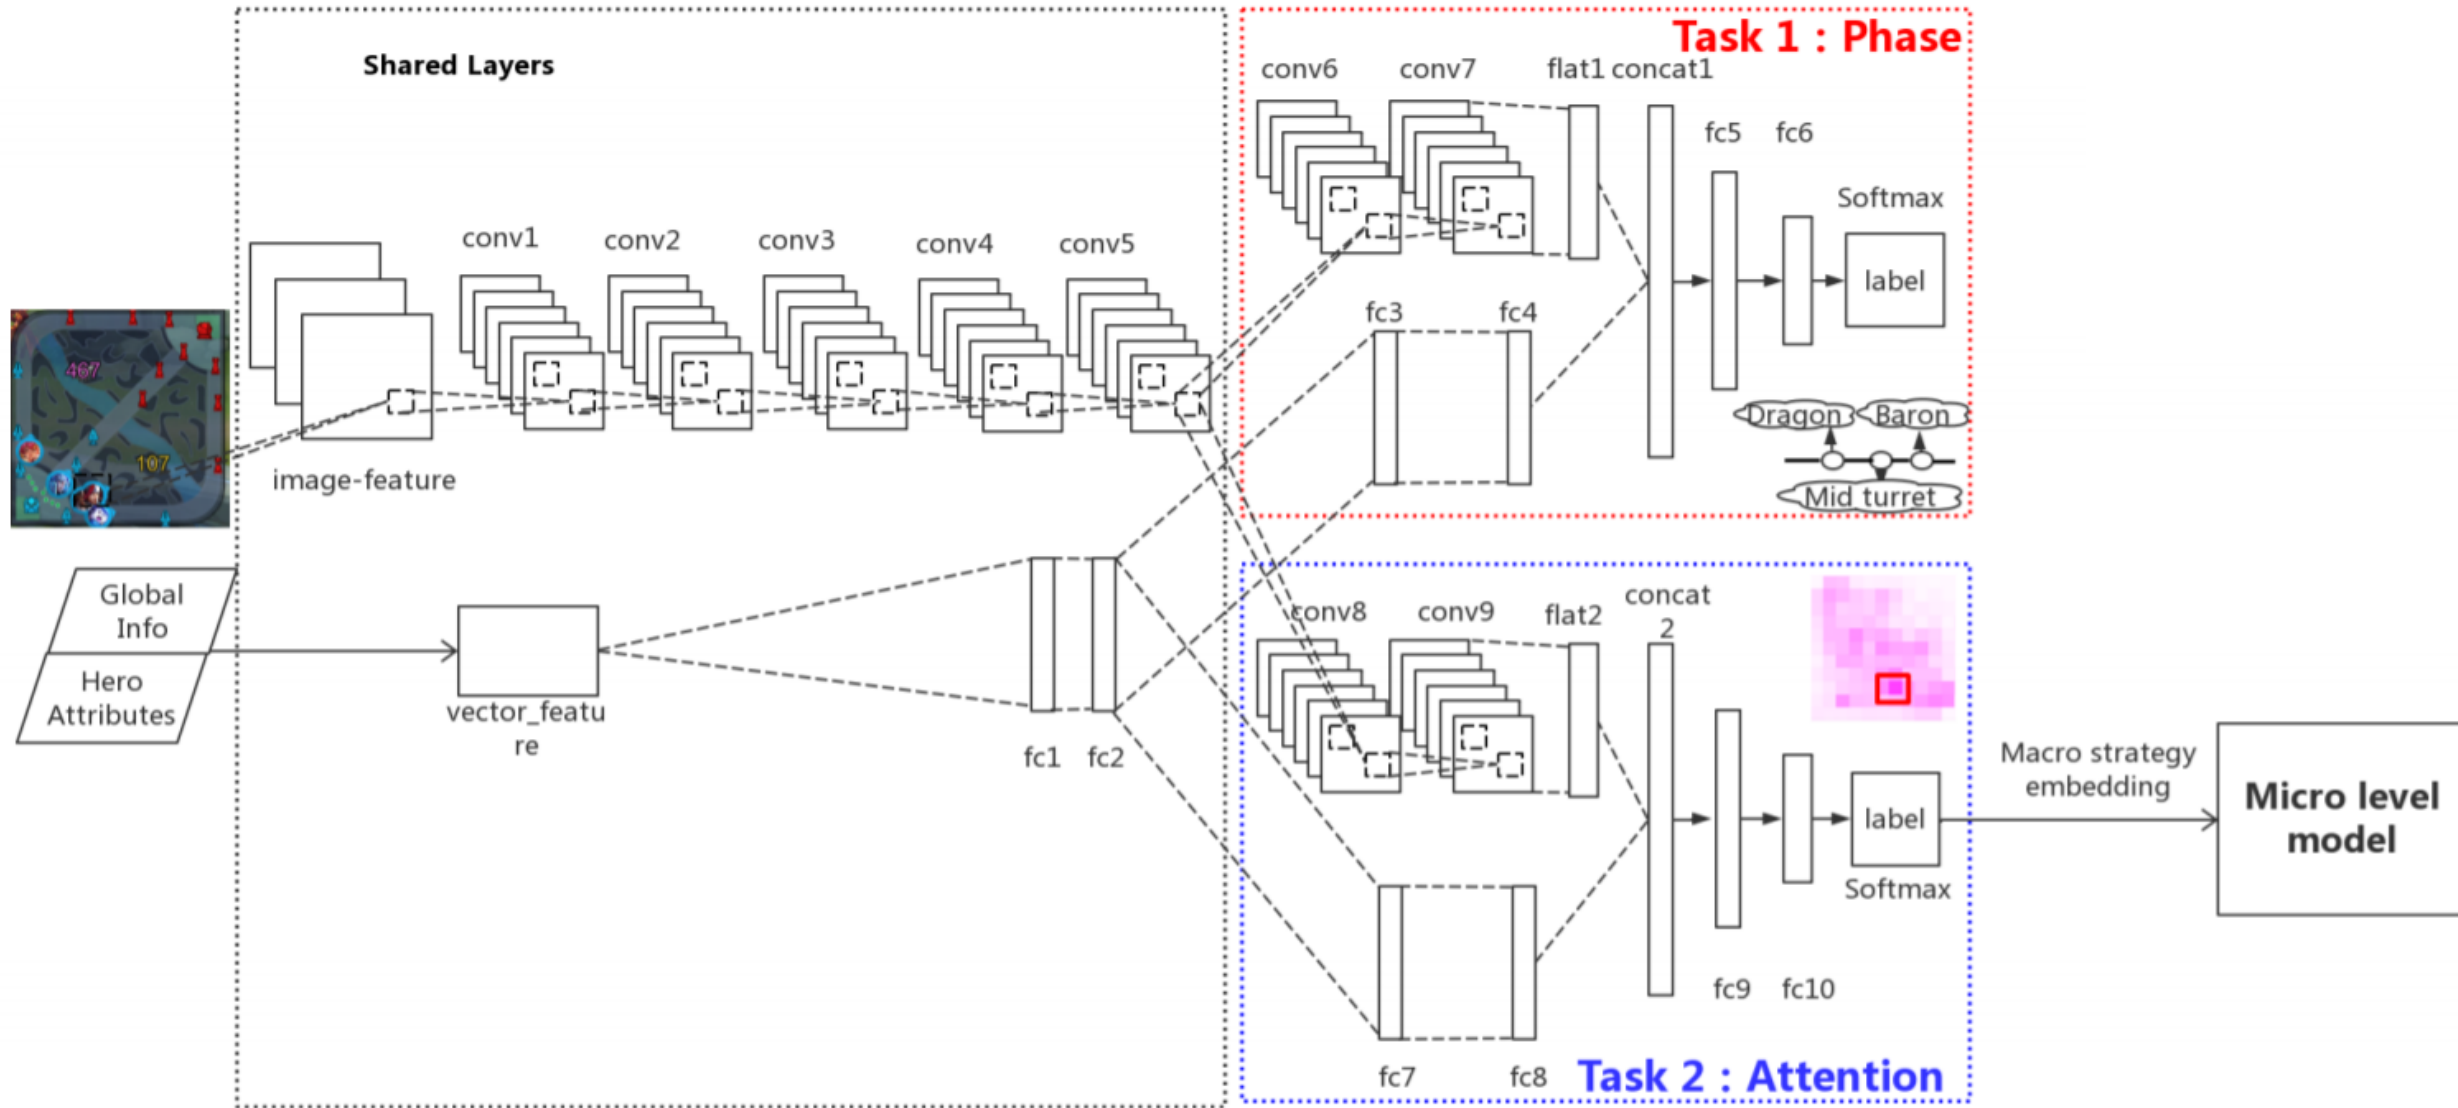 Shared Layers
conv1
conv2
conv3
conv4
conv5
image-feature
467
107
Global
Info
Hero
Attributes
vector_featu
re
fc1
fc2
Task 1 : Phase
conv6
conv7
flat1
concat1
fc3
fc4
fc5
fc6
Softmax
label
Dragon
Baron
Mid turret
conv8
conv9
flat2
concat
2
fc7
fc8
fc9
fc10
label
Softmax
Task 2 : Attention
Macro strategy
embedding
Micro level
model